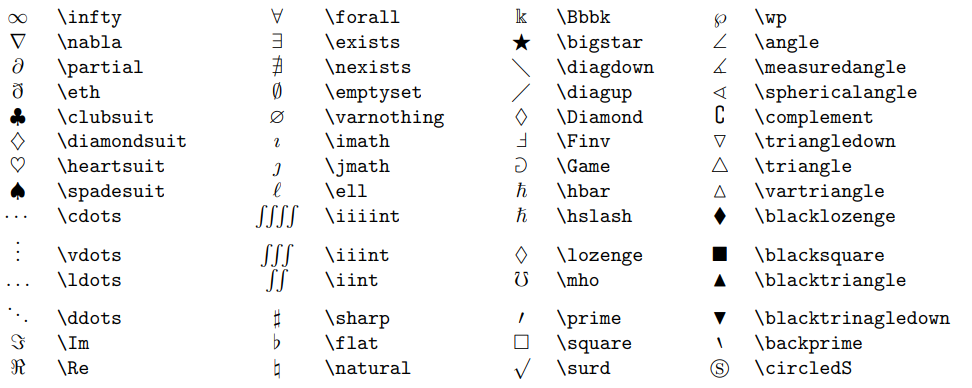 ∞ \infty ∀ \forall 𝕜 \Bbbk ℘ \wp
∇ \nabla ∃ \exists ★ \bigstar ∠ \angle
∂ \partial ∄ \nexists ╲ \diagdown ∡ \measuredangle
ð \eth ∅ \emptyset ╱ \diagup ∢ \sphericalangle
♣ \clubsuit ∅ \varnothing ◊ \Diamond ∁ \complement
♢ \diamondsuit ı \imath Ⅎ \Finv ▽ \triangledown
♡ \heartsuit ȷ \jmath ⅁ \Game △ \triangle
♠ \spadesuit ℓ \ell ℏ \hbar △ \vartriangle
⋯ \cdots ⨌ \iiiint ℏ \hslash ⧫ \blacklozenge
⋮ \vdots ∭ \iiint ◊ \lozenge ■ \blacksquare
… \ldots ∬ \iint ℧ \mho ▲ \blacktriangle
⋱ \ddots ♯ \sharp ′ \prime ▼ \blacktrinagledown
ℑ \Im ♭ \flat □ \square ‵ \backprime
ℜ \Re ♮ \natural √ \surd Ⓢ \circledS